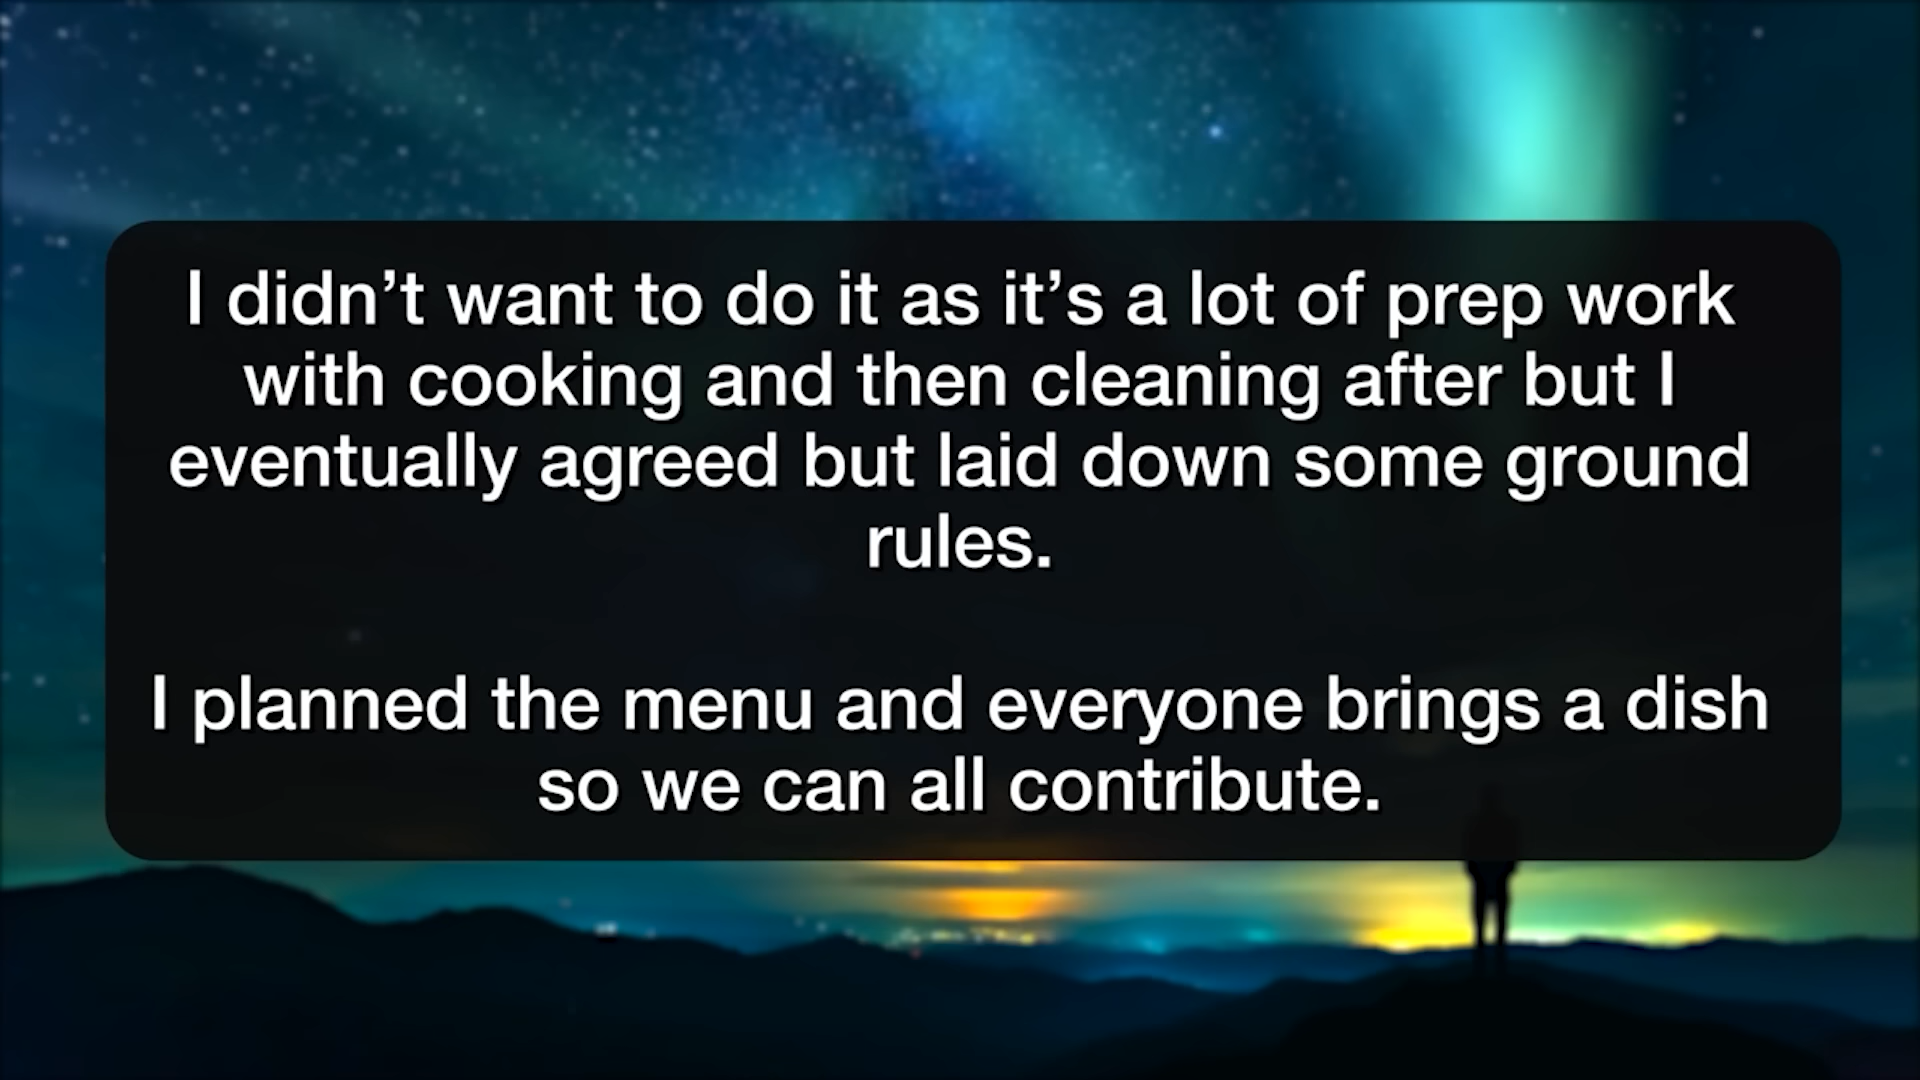 I didn’t want to do it as it’s a lot of prep work
with cooking and then cleaning after but I
eventually agreed but laid down some ground
rules.
I planned the menu and everyone brings a dish
so we can all contribute.